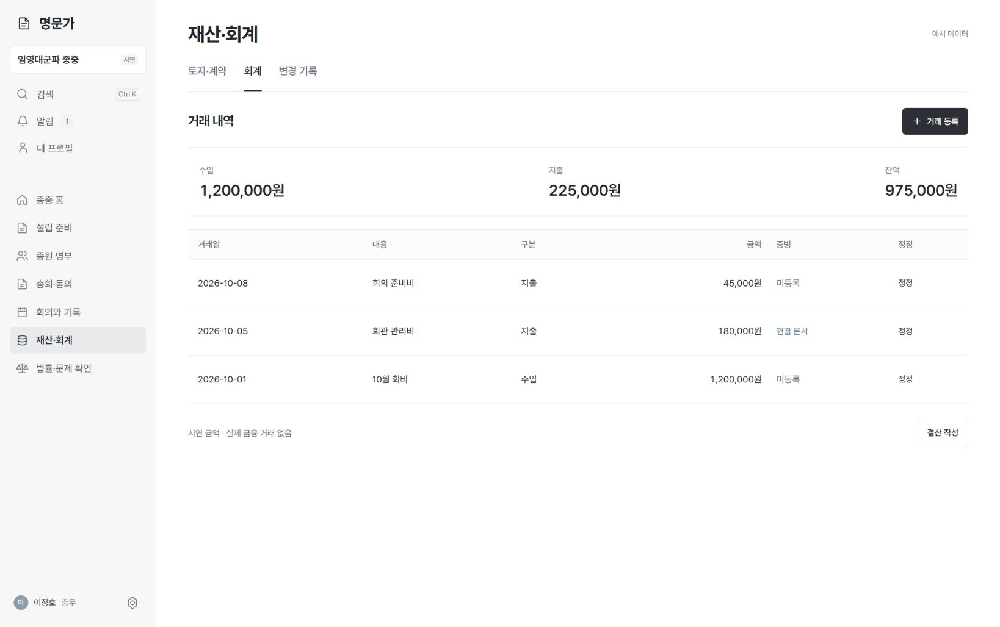 명문가
임영대군파 종중 시연
검색 Ctrl K
알림 1
내 프로필
종중 홈
설립 준비
종원 명부
총회·동의
회의와 기록
재산·회계
법률·문제 확인
이 이정호 총무
재산·회계
예시 데이터
토지·계약 회계 변경 기록
거래 내역
+ 거래 등록
수입 지출 잔액
1,200,000원 225,000원 975,000원
거래일 내용 구분 금액 증빙 정정
2026-10-08 회의 준비비 지출 45,000원 미등록 정정
2026-10-05 회관 관리비 지출 180,000원 연결 문서 정정
2026-10-01 10월 회비 수입 1,200,000원 미등록 정정
시연 금액 · 실제 금융 거래 없음
결산 작성